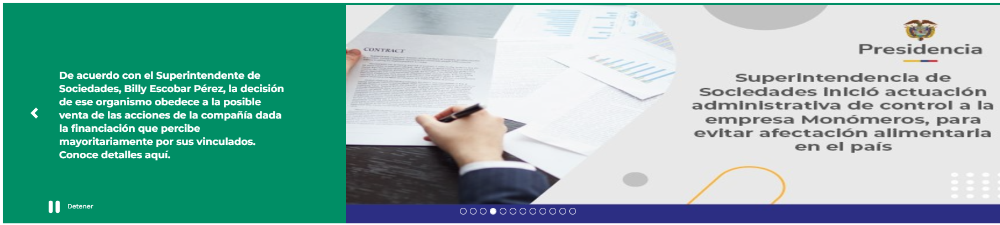 De acuerdo con el Superintendente de
Sociedades, Billy Escobar Pérez, la decisión
de ese organismo obedece a la posible
venta de las acciones de la compañía dada
la financiación que percibe
mayoritariamente por sus vinculados.
Conoce detalles aquí.
Detener
CONTRACT
Presidencia
Superintendencia de
Sociedades inició actuación
administrativa de control a la
empresa Monómeros, para
evitar afectación alimentaria
en el país